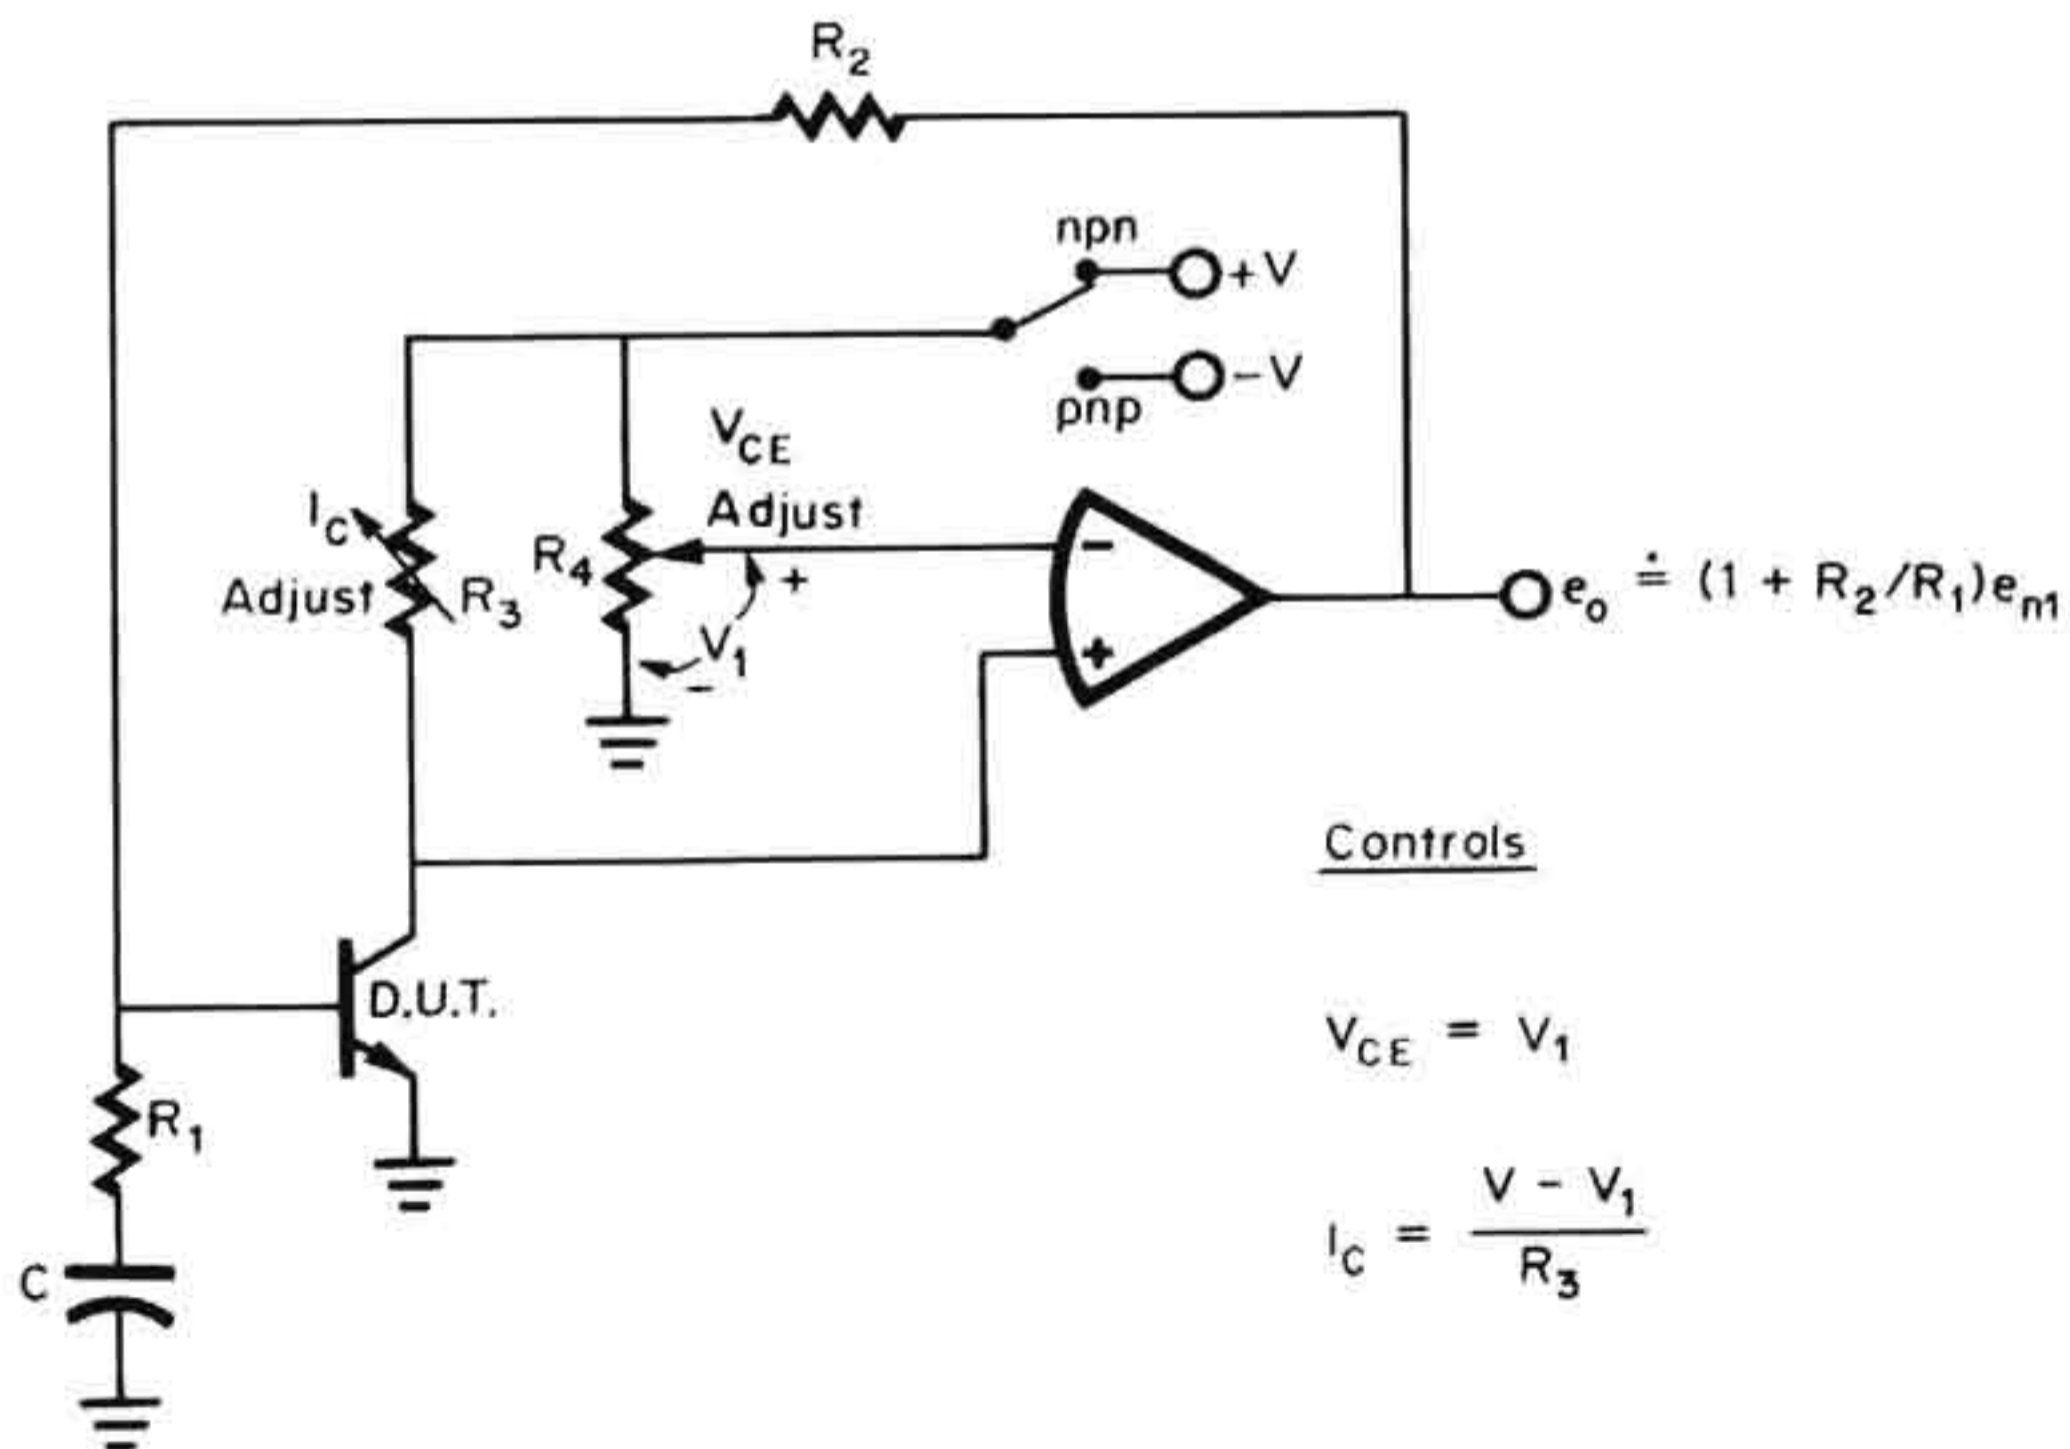 R2
npn
+V
-V
pnp
VCE
Adjust
IC
Adjust
R3
R4
+
V1
-
-
+
eo ≐ (1 + R2/R1)en1
Controls
D.U.T.
VCE = V1
R1
IC = (V - V1)/R3
C